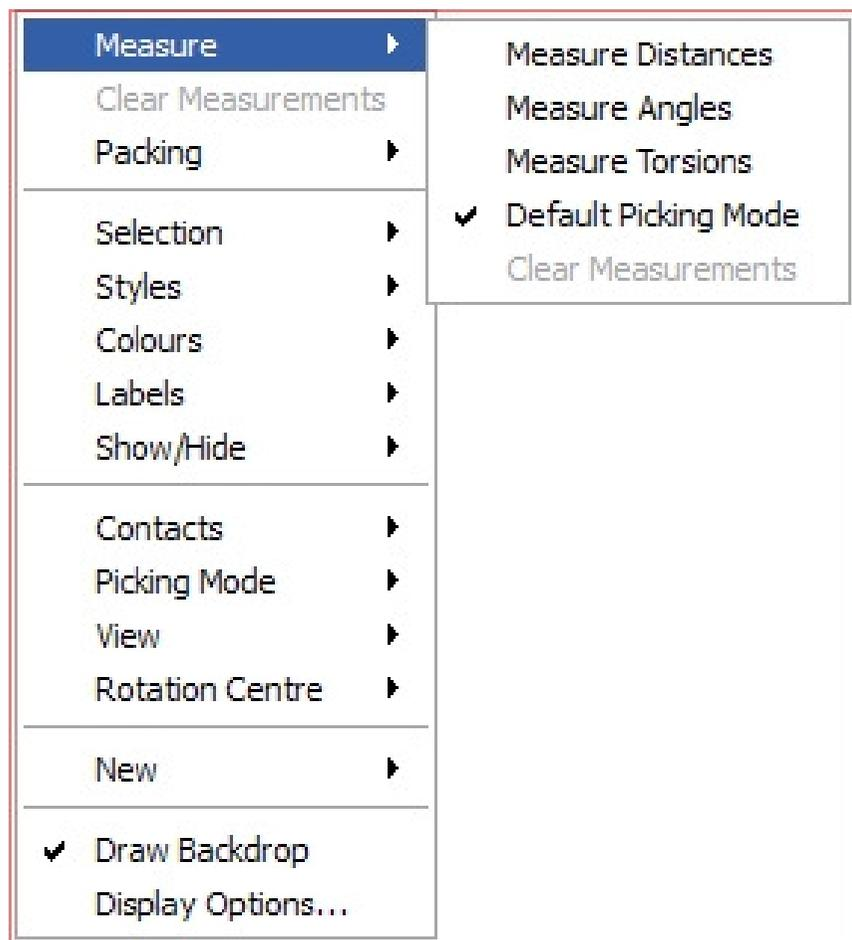 Measure
Clear Measurements
Packing
Selection
Styles
Colours
Labels
Show/Hide
Contacts
Picking Mode
View
Rotation Centre
New
Draw Backdrop
Display Options...
Measure Distances
Measure Angles
Measure Torsions
Default Picking Mode
Clear Measurements